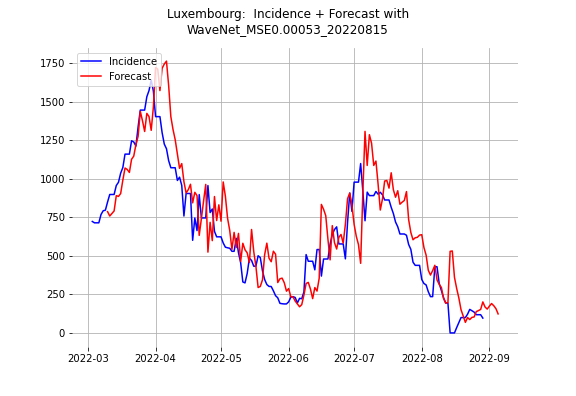 Luxembourg:  Incidence + Forecast with
WaveNet_MSE0.00053_20220815
Incidence
Forecast
1750
1500
1250
1000
750
500
250
0
2022-03 2022-04 2022-05 2022-06 2022-07 2022-08 2022-09